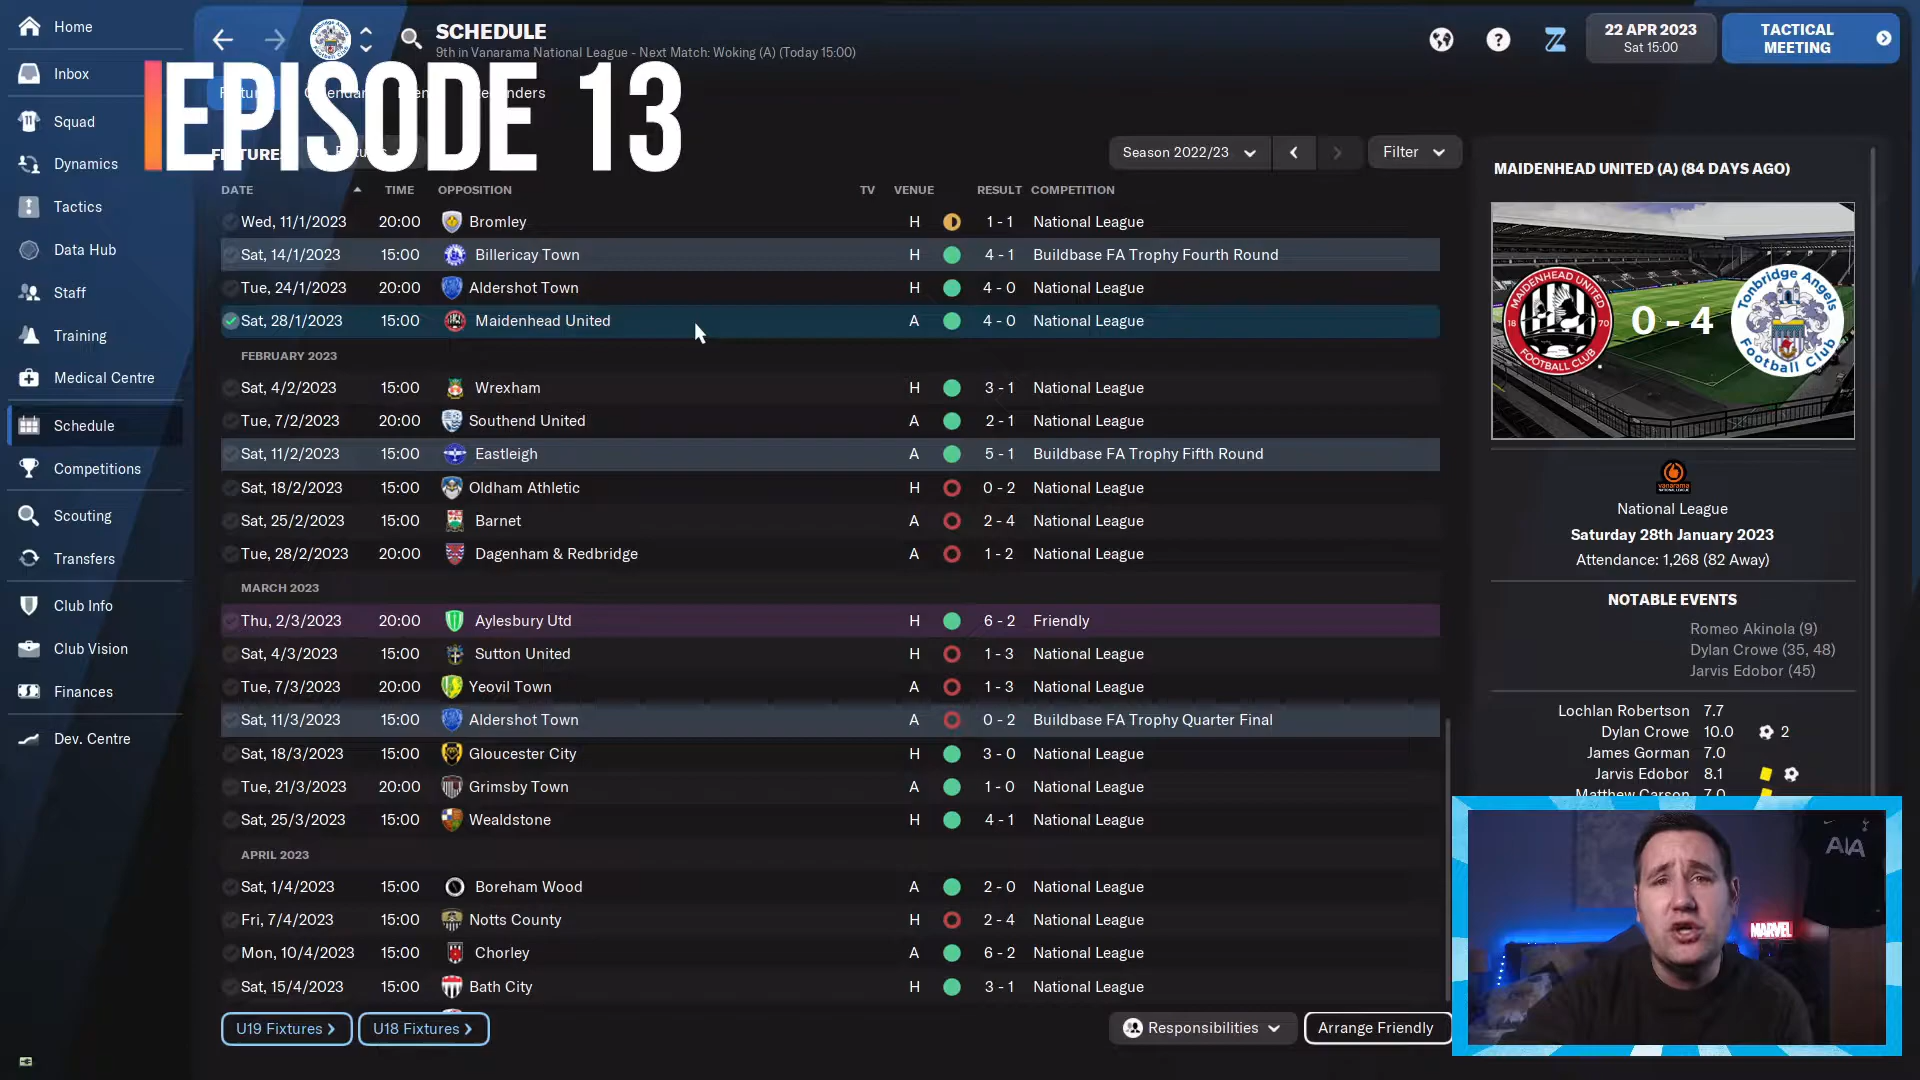 Home
SCHEDULE
9th in Vanarama National League - Next Match: Woking (A) (Today 15:00)
22 APR 2023
Sat 15:00
TACTICAL MEETING
EPISODE 13
Inbox
Squad
Dynamics
Tactics
Data Hub
Staff
Training
Medical Centre
Schedule
Competitions
Scouting
Transfers
Club Info
Club Vision
Finances
Dev. Centre
Season 2022/23
Filter
DATE TIME OPPOSITION TV VENUE RESULT COMPETITION
Wed, 11/1/2023 20:00 Bromley H 1 - 1 National League
Sat, 14/1/2023 15:00 Billericay Town H 4 - 1 Buildbase FA Trophy Fourth Round
Tue, 24/1/2023 20:00 Aldershot Town H 4 - 0 National League
Sat, 28/1/2023 15:00 Maidenhead United A 4 - 0 National League
FEBRUARY 2023
Sat, 4/2/2023 15:00 Wrexham H 3 - 1 National League
Tue, 7/2/2023 20:00 Southend United A 2 - 1 National League
Sat, 11/2/2023 15:00 Eastleigh A 5 - 1 Buildbase FA Trophy Fifth Round
Sat, 18/2/2023 15:00 Oldham Athletic H 0 - 2 National League
Sat, 25/2/2023 15:00 Barnet A 2 - 4 National League
Tue, 28/2/2023 20:00 Dagenham & Redbridge A 1 - 2 National League
MARCH 2023
Thu, 2/3/2023 20:00 Aylesbury Utd H 6 - 2 Friendly
Sat, 4/3/2023 15:00 Sutton United H 1 - 3 National League
Tue, 7/3/2023 20:00 Yeovil Town A 1 - 3 National League
Sat, 11/3/2023 15:00 Aldershot Town A 0 - 2 Buildbase FA Trophy Quarter Final
Sat, 18/3/2023 15:00 Gloucester City H 3 - 0 National League
Tue, 21/3/2023 20:00 Grimsby Town A 1 - 0 National League
Sat, 25/3/2023 15:00 Wealdstone H 4 - 1 National League
APRIL 2023
Sat, 1/4/2023 15:00 Boreham Wood A 2 - 0 National League
Fri, 7/4/2023 15:00 Notts County H 2 - 4 National League
Mon, 10/4/2023 15:00 Chorley A 6 - 2 National League
Sat, 15/4/2023 15:00 Bath City H 3 - 1 National League
U19 Fixtures
U18 Fixtures
Responsibilities
Arrange Friendly
MAIDENHEAD UNITED (A) (84 DAYS AGO)
MAIDENHEAD UNITED
18 70
FOOTBALL CLUB
0 - 4
Tonbridge Angels
Football Club
National League
Saturday 28th January 2023
Attendance: 1,268 (82 Away)
NOTABLE EVENTS
Romeo Akinola (9)
Dylan Crowe (35, 48)
Jarvis Edobor (45)
Lochlan Robertson 7.7
Dylan Crowe 10.0 2
James Gorman 7.0
Jarvis Edobor 8.1
Matthew Carson 7.0
AIA
MARVEL